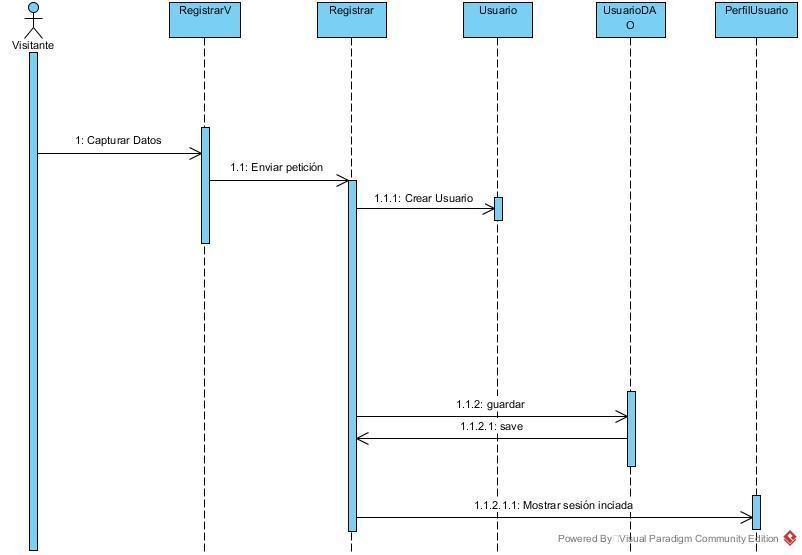 RegistrarV
Registrar
Usuario
UsuarioDA
O
PerfilUsuario
Visitante
1: Capturar Datos
1.1: Enviar petición
1.1.1: Crear Usuario
1.1.2: guardar
1.1.2.1: save
1.1.2.1.1: Mostrar sesión inciada
Powered By Visual Paradigm Community Edition